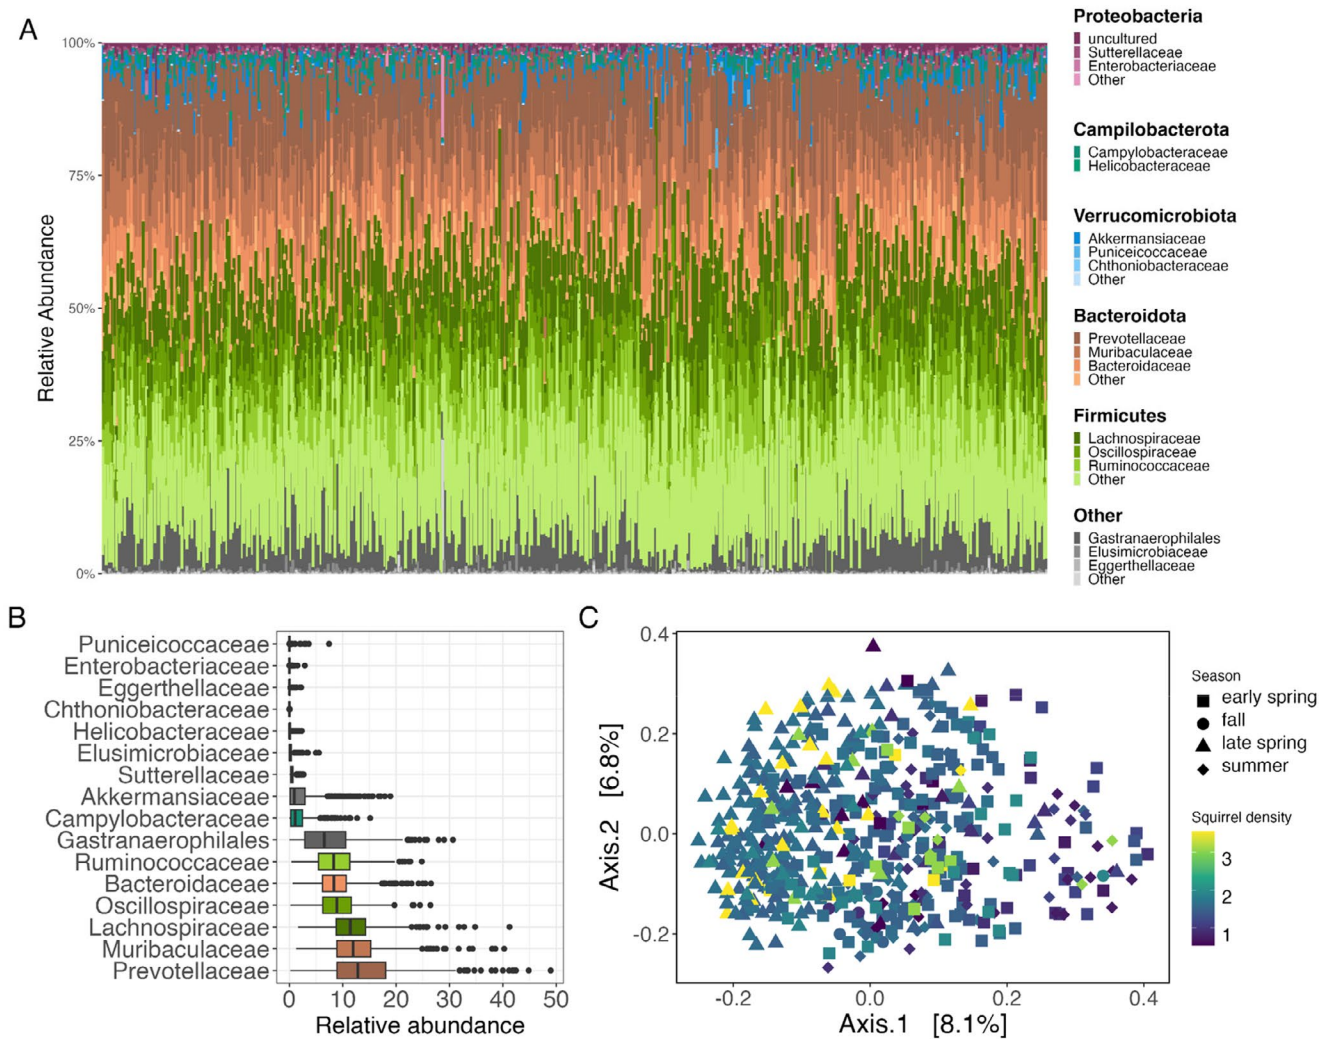 A
Relative Abundance
100%
75%
50%
25%
0%
Proteobacteria
uncultured
Sutterellaceae
Enterobacteriaceae
Other
Campilobacterota
Campylobacteraceae
Helicobacteraceae
Verrucomicrobiota
Akkermansiaceae
Puniceicoccaceae
Chthoniobacteraceae
Other
Bacteroidota
Prevotellaceae
Muribaculaceae
Bacteroidaceae
Other
Firmicutes
Lachnospiraceae
Oscillospiraceae
Ruminococcaceae
Other
Other
Gastranaerophilales
Elusimicrobiaceae
Eggerthellaceae
Other
B
Puniceicoccaceae
Enterobacteriaceae
Eggerthellaceae
Chthoniobacteraceae
Helicobacteraceae
Elusimicrobiaceae
Sutterellaceae
Akkermansiaceae
Campylobacteraceae
Gastranaerophilales
Ruminococcaceae
Bacteroidaceae
Oscillospiraceae
Lachnospiraceae
Muribaculaceae
Prevotellaceae
0 10 20 30 40 50
Relative abundance
C
Axis.2 [6.8%]
0.4
0.2
0.0
-0.2
-0.2 0.0 0.2 0.4
Axis.1 [8.1%]
Season
early spring
fall
late spring
summer
Squirrel density
3
2
1